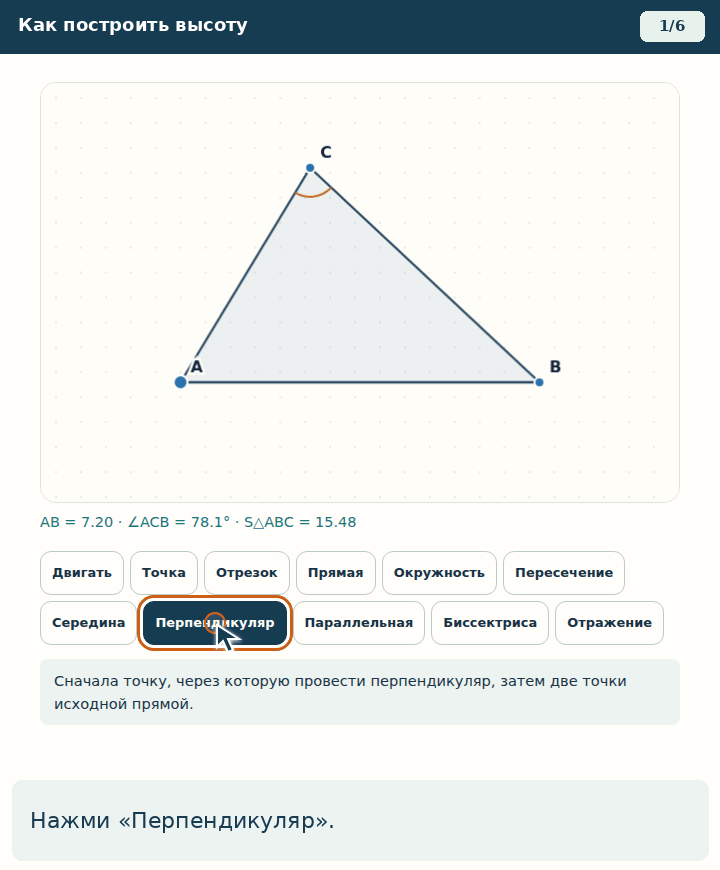 Как построить высоту
1/6
C
A
B
AB = 7.20 · ∠ACB = 78.1° · S△ABC = 15.48
Двигать
Точка
Отрезок
Прямая
Окружность
Пересечение
Середина
Перпендикуляр
Параллельная
Биссектриса
Отражение
Сначала точку, через которую провести перпендикуляр, затем две точки
исходной прямой.
Нажми «Перпендикуляр».